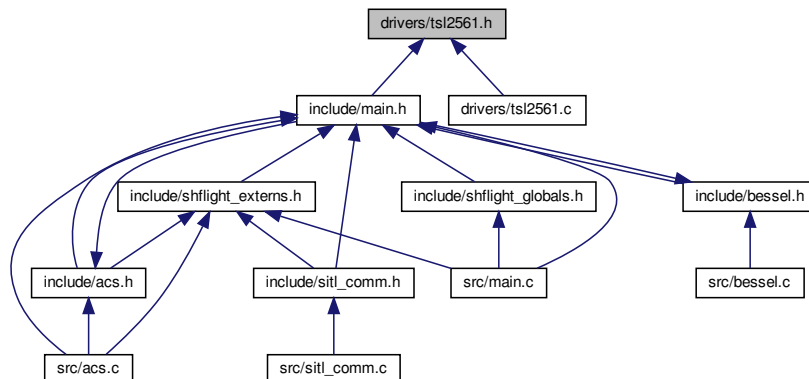 drivers/tsl2561.h
include/main.h
drivers/tsl2561.c
include/shflight_externs.h
include/shflight_globals.h
include/bessel.h
include/acs.h
include/sitl_comm.h
src/main.c
src/bessel.c
src/acs.c
src/sitl_comm.c